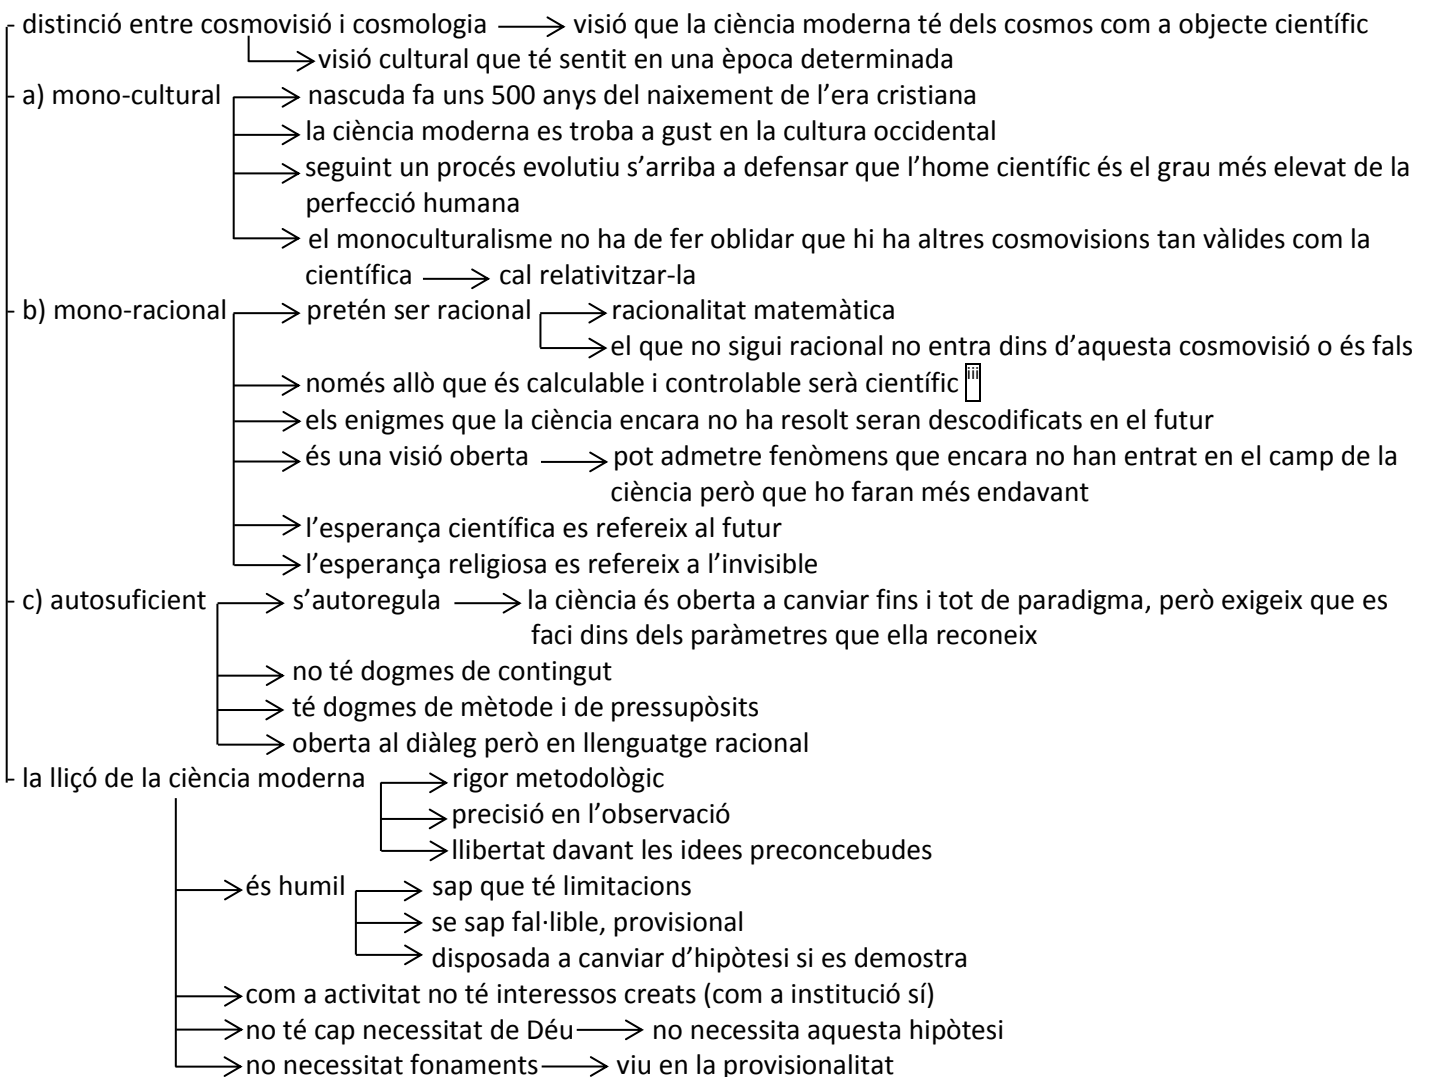 - distinció entre cosmovisió i cosmologia visió que la ciència moderna té dels cosmos com a objecte científic
visió cultural que té sentit en una època determinada
- a) mono-cultural nascuda fa uns 500 anys del naixement de l’era cristiana
la ciència moderna es troba a gust en la cultura occidental
seguint un procés evolutiu s’arriba a defensar que l’home científic és el grau més elevat de la
perfecció humana
el monoculturalisme no ha de fer oblidar que hi ha altres cosmovisions tan vàlides com la
científica cal relativitzar-la
- b) mono-racional pretén ser racional racionalitat matemàtica
el que no sigui racional no entra dins d’aquesta cosmovisió o és fals
només allò que és calculable i controlable serà científic iii
els enigmes que la ciència encara no ha resolt seran descodificats en el futur
és una visió oberta pot admetre fenòmens que encara no han entrat en el camp de la
ciència però que ho faran més endavant
l’esperança científica es refereix al futur
l’esperança religiosa es refereix a l’invisible
- c) autosuficient s’autoregula la ciència és oberta a canviar fins i tot de paradigma, però exigeix que es
faci dins dels paràmetres que ella reconeix
no té dogmes de contingut
té dogmes de mètode i de pressupòsits
oberta al diàleg però en llenguatge racional
- la lliçó de la ciència moderna rigor metodològic
precisió en l’observació
llibertat davant les idees preconcebudes
és humil sap que té limitacions
se sap fal·lible, provisional
disposada a canviar d’hipòtesi si es demostra
com a activitat no té interessos creats (com a institució sí)
no té cap necessitat de Déu no necessita aquesta hipòtesi
no necessitat fonaments viu en la provisionalitat